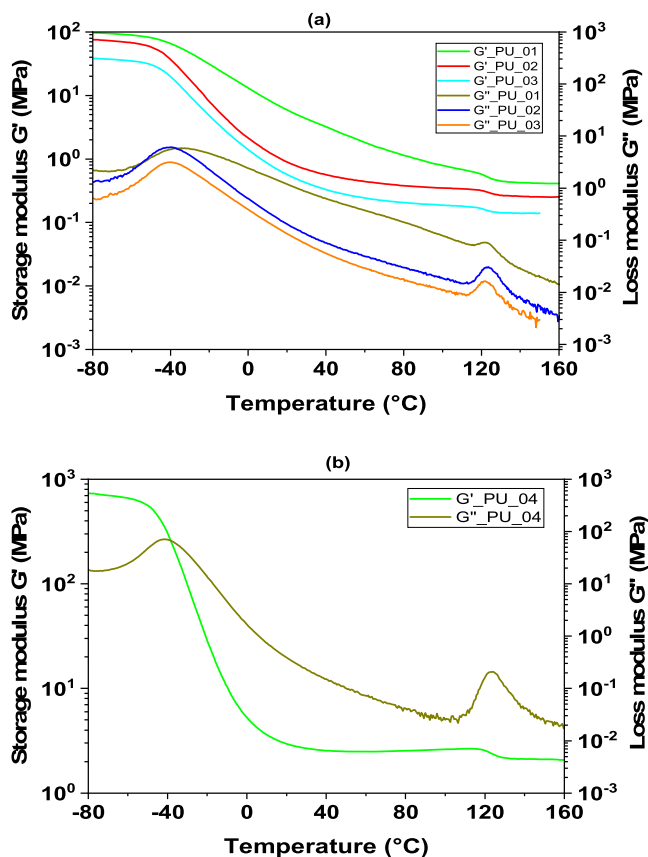 (a)
10²
10¹
10⁰
10⁻¹
10⁻²
10⁻³
Storage modulus G' (MPa)
G'_PU_01
G'_PU_02
G'_PU_03
G"_PU_01
G"_PU_02
G"_PU_03
10³
10²
10¹
10⁰
10⁻¹
10⁻²
10⁻³
Loss modulus G" (MPa)
-80 -40 0 40 80 120 160
Temperature (°C)
(b)
10³
10²
10¹
10⁰
Storage modulus G' (MPa)
G'_PU_04
G"_PU_04
10³
10²
10¹
10⁰
10⁻¹
10⁻²
10⁻³
Loss modulus G" (MPa)
-80 -40 0 40 80 120 160
Temperature (°C)